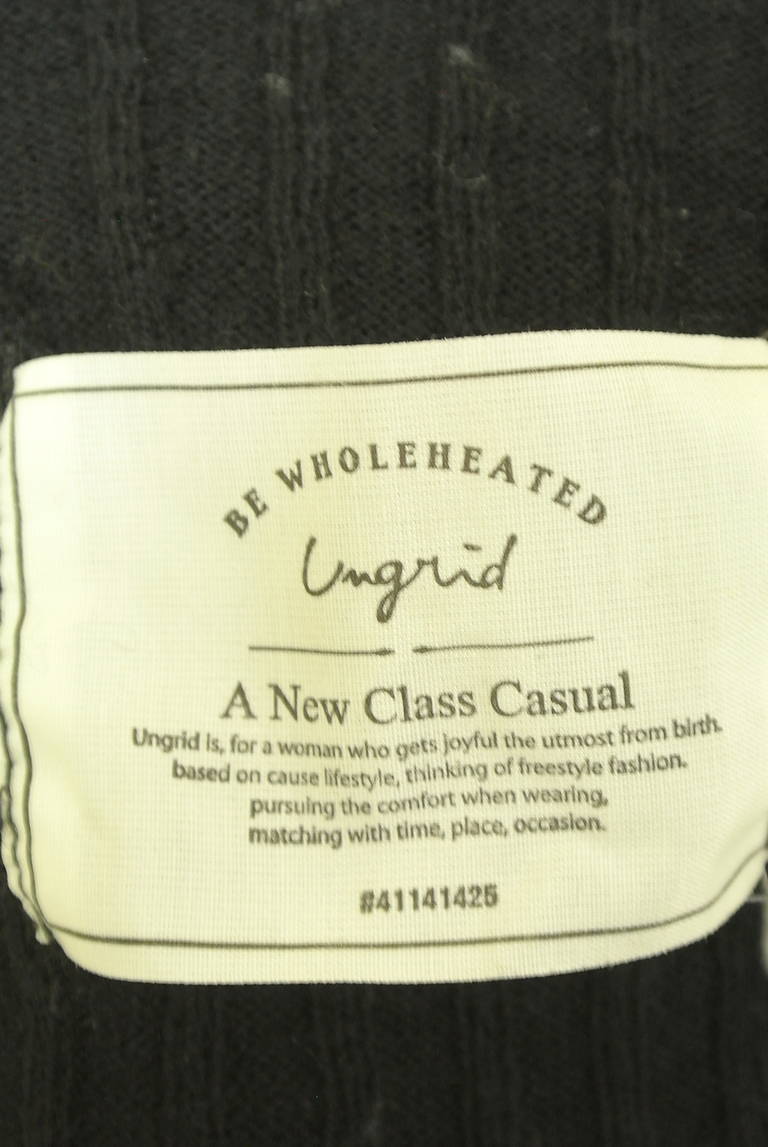 BE WHOLEHEATED
Ungrid
A New Class Casual
Ungrid is, for a woman who gets joyful the utmost from birth.
based on cause lifestyle, thinking of freestyle fashion.
pursuing the comfort when wearing,
matching with time, place, occasion.
#41141425